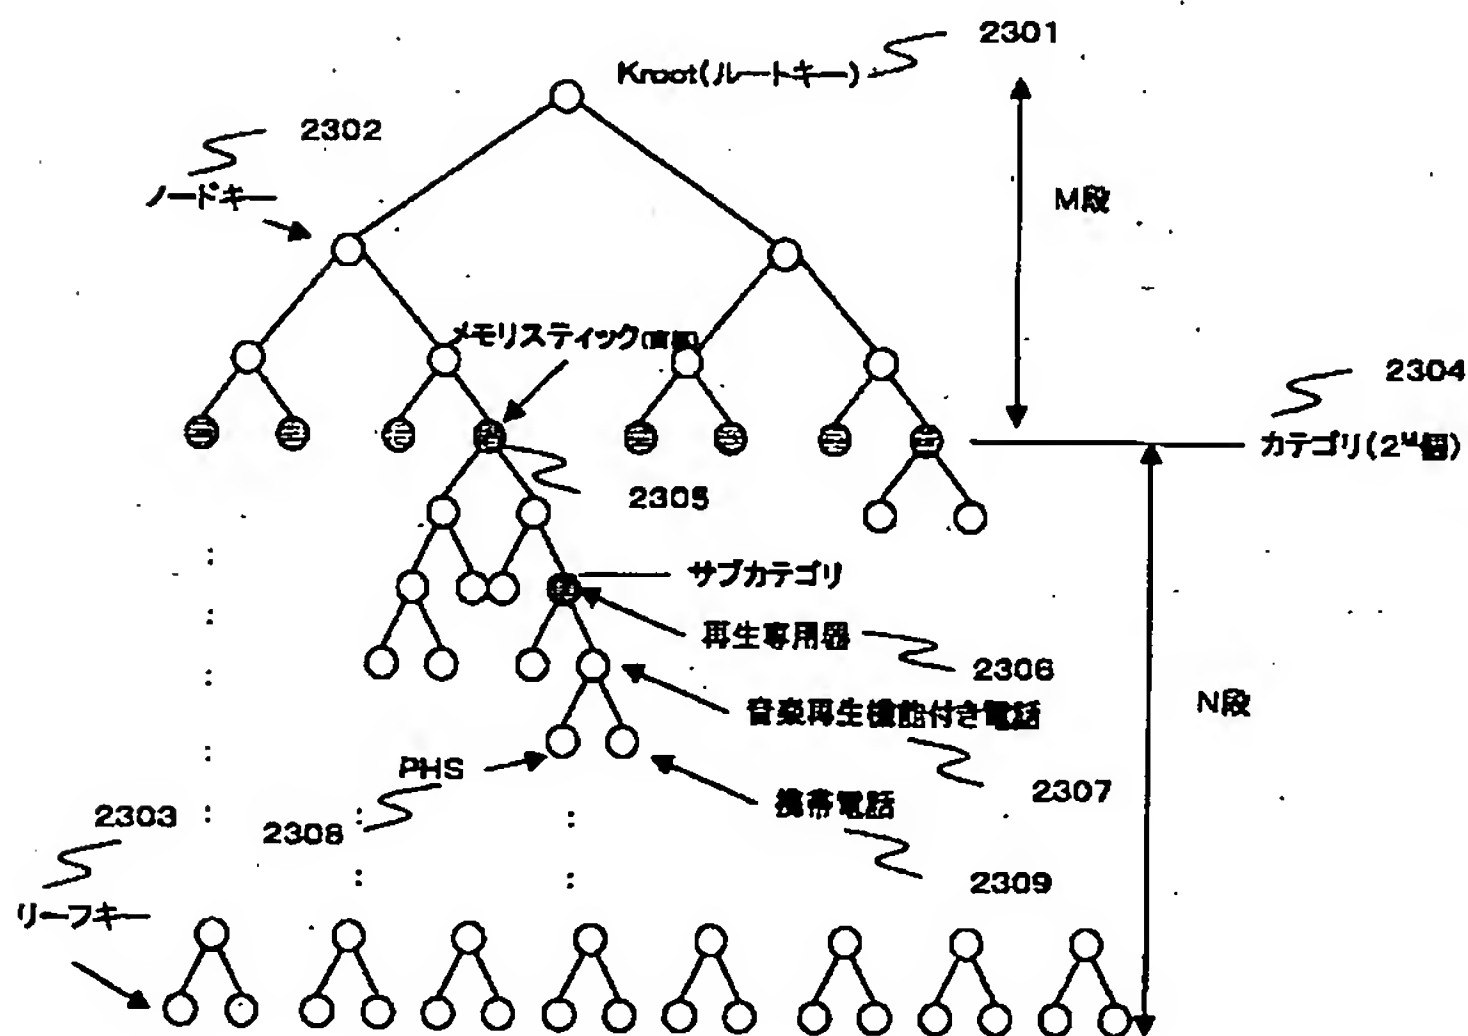 2301
Kroot(ルートキー)
2302
ノードキー
M段
メモリスティック
2304
カテゴリ(2ᴹ個)
2305
サブカテゴリ
再生専用器
2306
音楽再生機能付き電話
N段
PHS
2307
携帯電話
2303
2308
2309
リーフキー